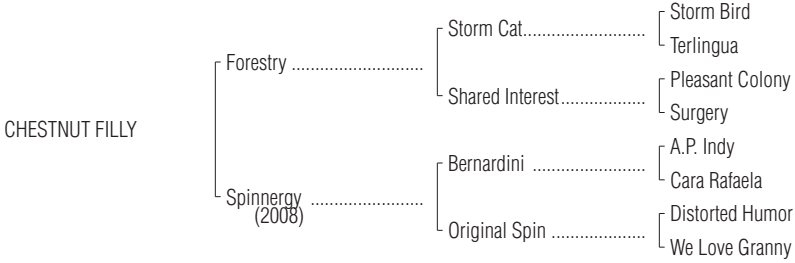 Storm Bird
Storm Cat..........................
Terlingua
Forestry ............................
Pleasant Colony
Shared Interest..................
Surgery
CHESTNUT FILLY
A.P. Indy
Bernardini ........................
Cara Rafaela
Spinnergy ........................
(2008)
Distorted Humor
Original Spin ....................
We Love Granny